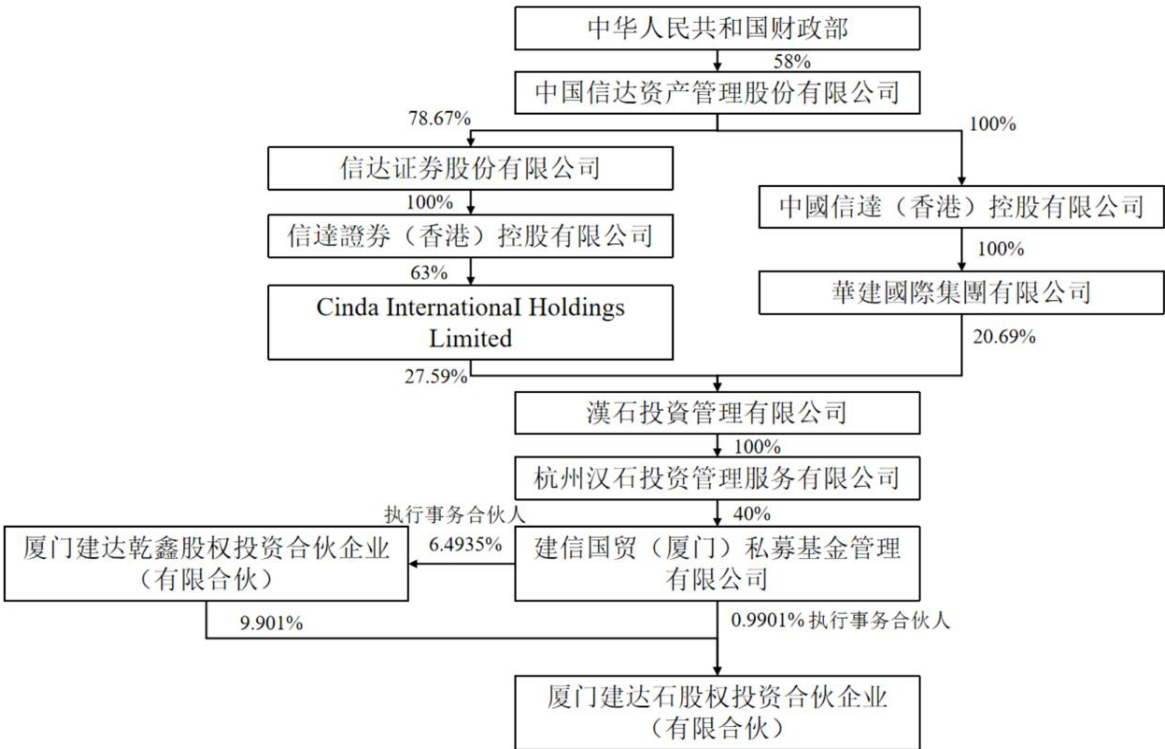 中华人民共和国财政部
58%
中国信达资产管理股份有限公司
78.67%
100%
信达证券股份有限公司
100%
中國信達（香港）控股有限公司
信達證券（香港）控股有限公司
100%
63%
Cinda International Holdings
Limited
華建國際集團有限公司
20.69%
27.59%
漢石投資管理有限公司
100%
杭州汉石投资管理服务有限公司
执行事务合伙人
40%
厦门建达乾鑫股权投资合伙企业
（有限合伙）
6.4935%
建信国贸（厦门）私募基金管理
有限公司
9.901%
0.9901% 执行事务合伙人
厦门建达石股权投资合伙企业
（有限合伙）